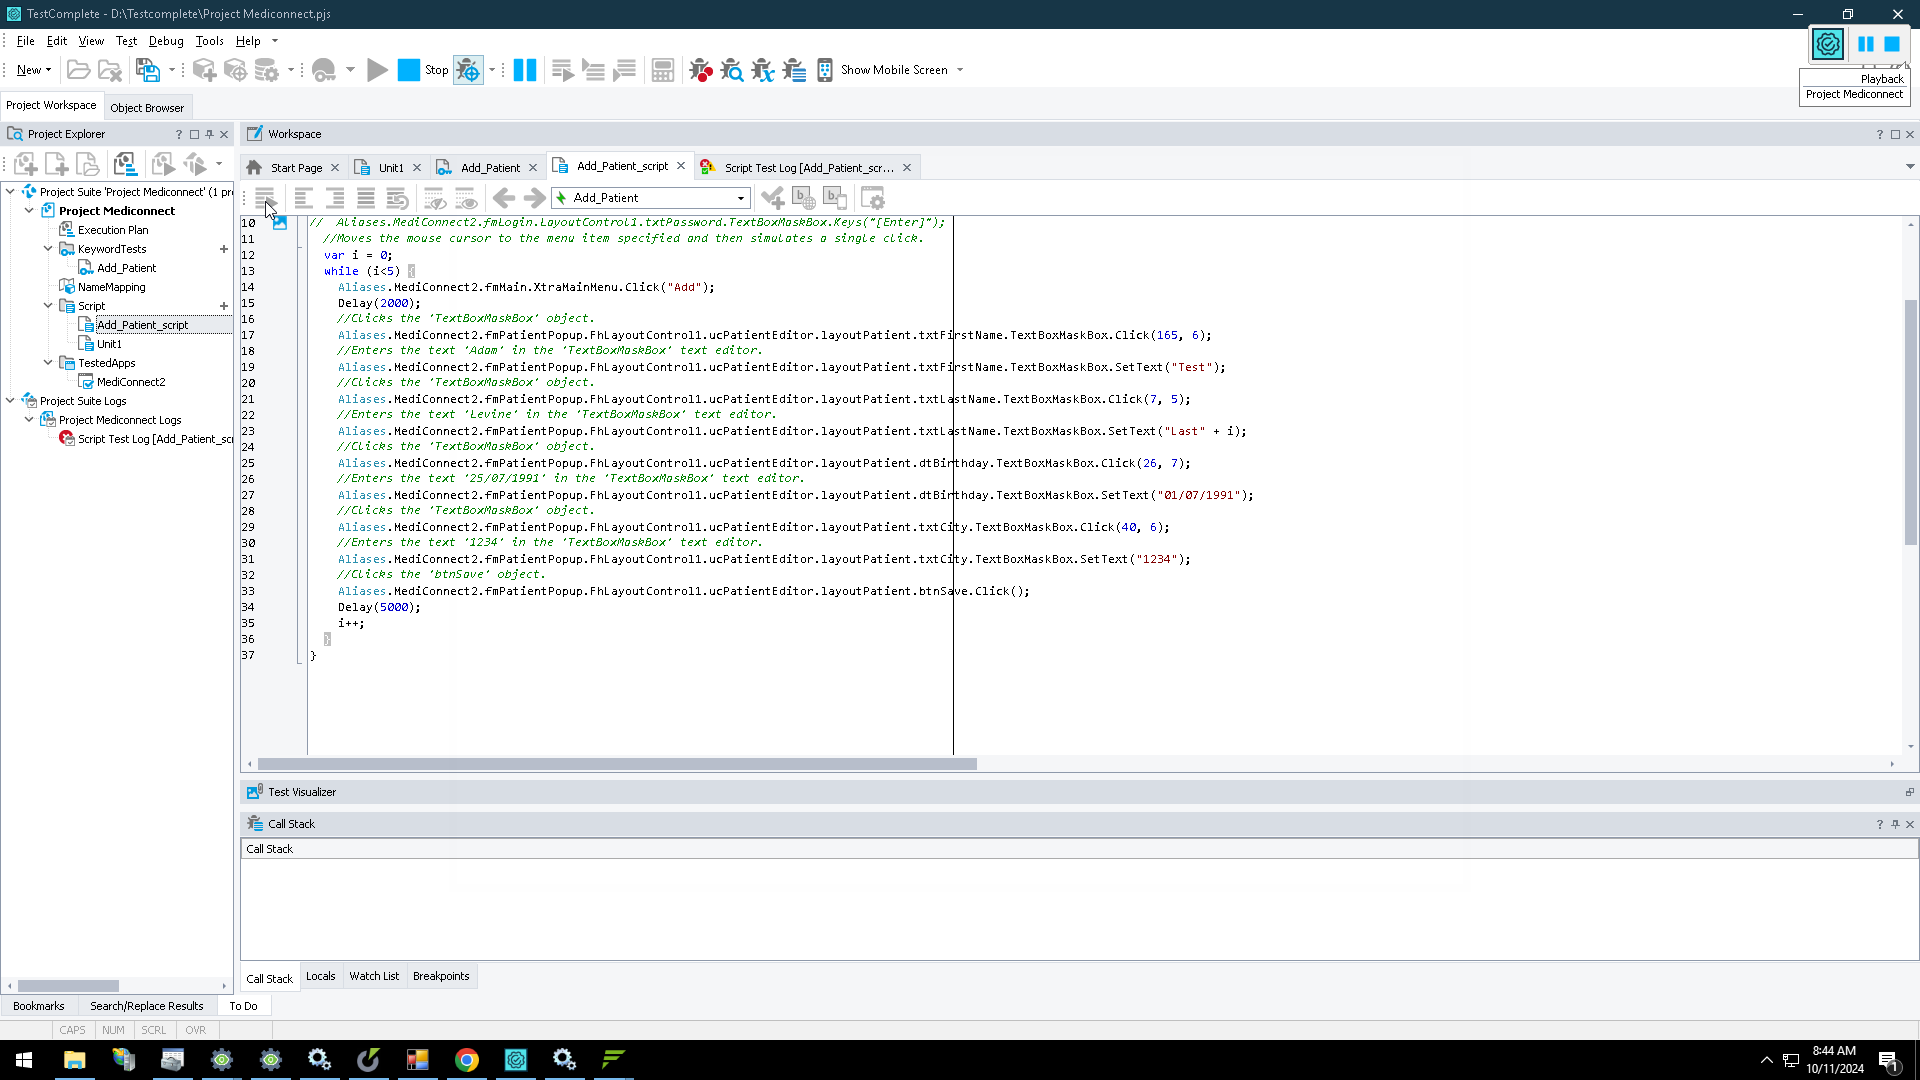 TestComplete - D:\Testcomplete\Project Mediconnect.pjs
File Edit View Test Debug Tools Help
New Stop Show Mobile Screen
Playback
Project Mediconnect
Project Workspace Object Browser
Project Explorer
Workspace
Start Page Unit1 Add_Patient Add_Patient_script Script Test Log [Add_Patient_scr...
Add_Patient
Project Suite 'Project Mediconnect' (1 pr
Project Mediconnect
Execution Plan
KeywordTests
Add_Patient
NameMapping
Script
Add_Patient_script
Unit1
TestedApps
MediConnect2
Project Suite Logs
Project Mediconnect Logs
Script Test Log [Add_Patient_scr
10 // Aliases.MediConnect2.fmLogin.LayoutControl1.txtPassword.TextBoxMaskBox.Keys("[Enter]");
11 //Moves the mouse cursor to the menu item specified and then simulates a single click.
12 var i = 0;
13 while (i<5) {
14 Aliases.MediConnect2.fmMain.XtraMainMenu.Click("Add");
15 Delay(2000);
16 //Clicks the 'TextBoxMaskBox' object.
17 Aliases.MediConnect2.fmPatientPopup.FhLayoutControl1.ucPatientEditor.layoutPatient.txtFirstName.TextBoxMaskBox.Click(165, 6);
18 //Enters the text 'Adam' in the 'TextBoxMaskBox' text editor.
19 Aliases.MediConnect2.fmPatientPopup.FhLayoutControl1.ucPatientEditor.layoutPatient.txtFirstName.TextBoxMaskBox.SetText("Test");
20 //Clicks the 'TextBoxMaskBox' object.
21 Aliases.MediConnect2.fmPatientPopup.FhLayoutControl1.ucPatientEditor.layoutPatient.txtLastName.TextBoxMaskBox.Click(7, 5);
22 //Enters the text 'Levine' in the 'TextBoxMaskBox' text editor.
23 Aliases.MediConnect2.fmPatientPopup.FhLayoutControl1.ucPatientEditor.layoutPatient.txtLastName.TextBoxMaskBox.SetText("Last" + i);
24 //Clicks the 'TextBoxMaskBox' object.
25 Aliases.MediConnect2.fmPatientPopup.FhLayoutControl1.ucPatientEditor.layoutPatient.dtBirthday.TextBoxMaskBox.Click(26, 7);
26 //Enters the text '25/07/1991' in the 'TextBoxMaskBox' text editor.
27 Aliases.MediConnect2.fmPatientPopup.FhLayoutControl1.ucPatientEditor.layoutPatient.dtBirthday.TextBoxMaskBox.SetText("01/07/1991");
28 //Clicks the 'TextBoxMaskBox' object.
29 Aliases.MediConnect2.fmPatientPopup.FhLayoutControl1.ucPatientEditor.layoutPatient.txtCity.TextBoxMaskBox.Click(40, 6);
30 //Enters the text '1234' in the 'TextBoxMaskBox' text editor.
31 Aliases.MediConnect2.fmPatientPopup.FhLayoutControl1.ucPatientEditor.layoutPatient.txtCity.TextBoxMaskBox.SetText("1234");
32 //Clicks the 'btnSave' object.
33 Aliases.MediConnect2.fmPatientPopup.FhLayoutControl1.ucPatientEditor.layoutPatient.btnSave.Click();
34 Delay(5000);
35 i++;
36 }
37 }
Test Visualizer
Call Stack
Call Stack
Call Stack Locals Watch List Breakpoints
Bookmarks Search/Replace Results To Do
CAPS NUM SCRL OVR
8:44 AM
10/11/2024
1